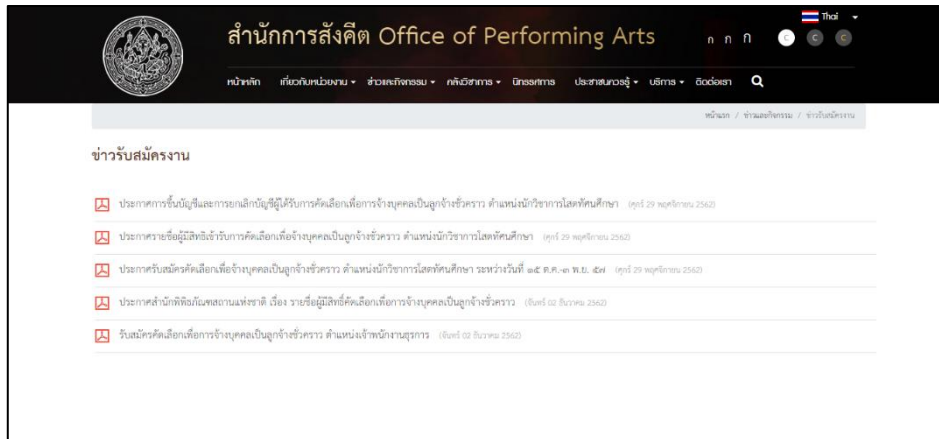 Thai
สำนักการสังคีต Office of Performing Arts
ก ก ก C C C
หน้าหลัก เกี่ยวกับหน่วยงาน ข่าวและกิจกรรม คลังวิชาการ นิทรรศการ ประชาชนควรรู้ บริการ ติดต่อเรา
หน้าแรก / ข่าวและกิจกรรม / ข่าวรับสมัครงาน
ข่าวรับสมัครงาน
ประกาศการขึ้นบัญชีและการยกเลิกบัญชีผู้ได้รับการคัดเลือกเพื่อการจ้างบุคคลเป็นลูกจ้างชั่วคราว ตำแหน่งนักวิชาการโสตทัศนศึกษา (ศุกร์ 29 พฤศจิกายน 2562)
ประกาศรายชื่อผู้มีสิทธิเข้ารับการคัดเลือกเพื่อจ้างบุคคลเป็นลูกจ้างชั่วคราว ตำแหน่งนักวิชาการโสตทัศนศึกษา (ศุกร์ 29 พฤศจิกายน 2562)
ประกาศรับสมัครคัดเลือกเพื่อจ้างบุคคลเป็นลูกจ้างชั่วคราว ตำแหน่งนักวิชาการโสตทัศนศึกษา ระหว่างวันที่ ๑๕ ต.ค.-๓ พ.ย. ๕๗ (ศุกร์ 29 พฤศจิกายน 2562)
ประกาศสำนักพิพิธภัณฑสถานแห่งชาติ เรื่อง รายชื่อผู้มีสิทธิ์คัดเลือกเพื่อการจ้างบุคคลเป็นลูกจ้างชั่วคราว (จันทร์ 02 ธันวาคม 2562)
รับสมัครคัดเลือกเพื่อการจ้างบุคคลเป็นลูกจ้างชั่วคราว ตำแหน่งเจ้าพนักงานธุรการ (จันทร์ 02 ธันวาคม 2562)